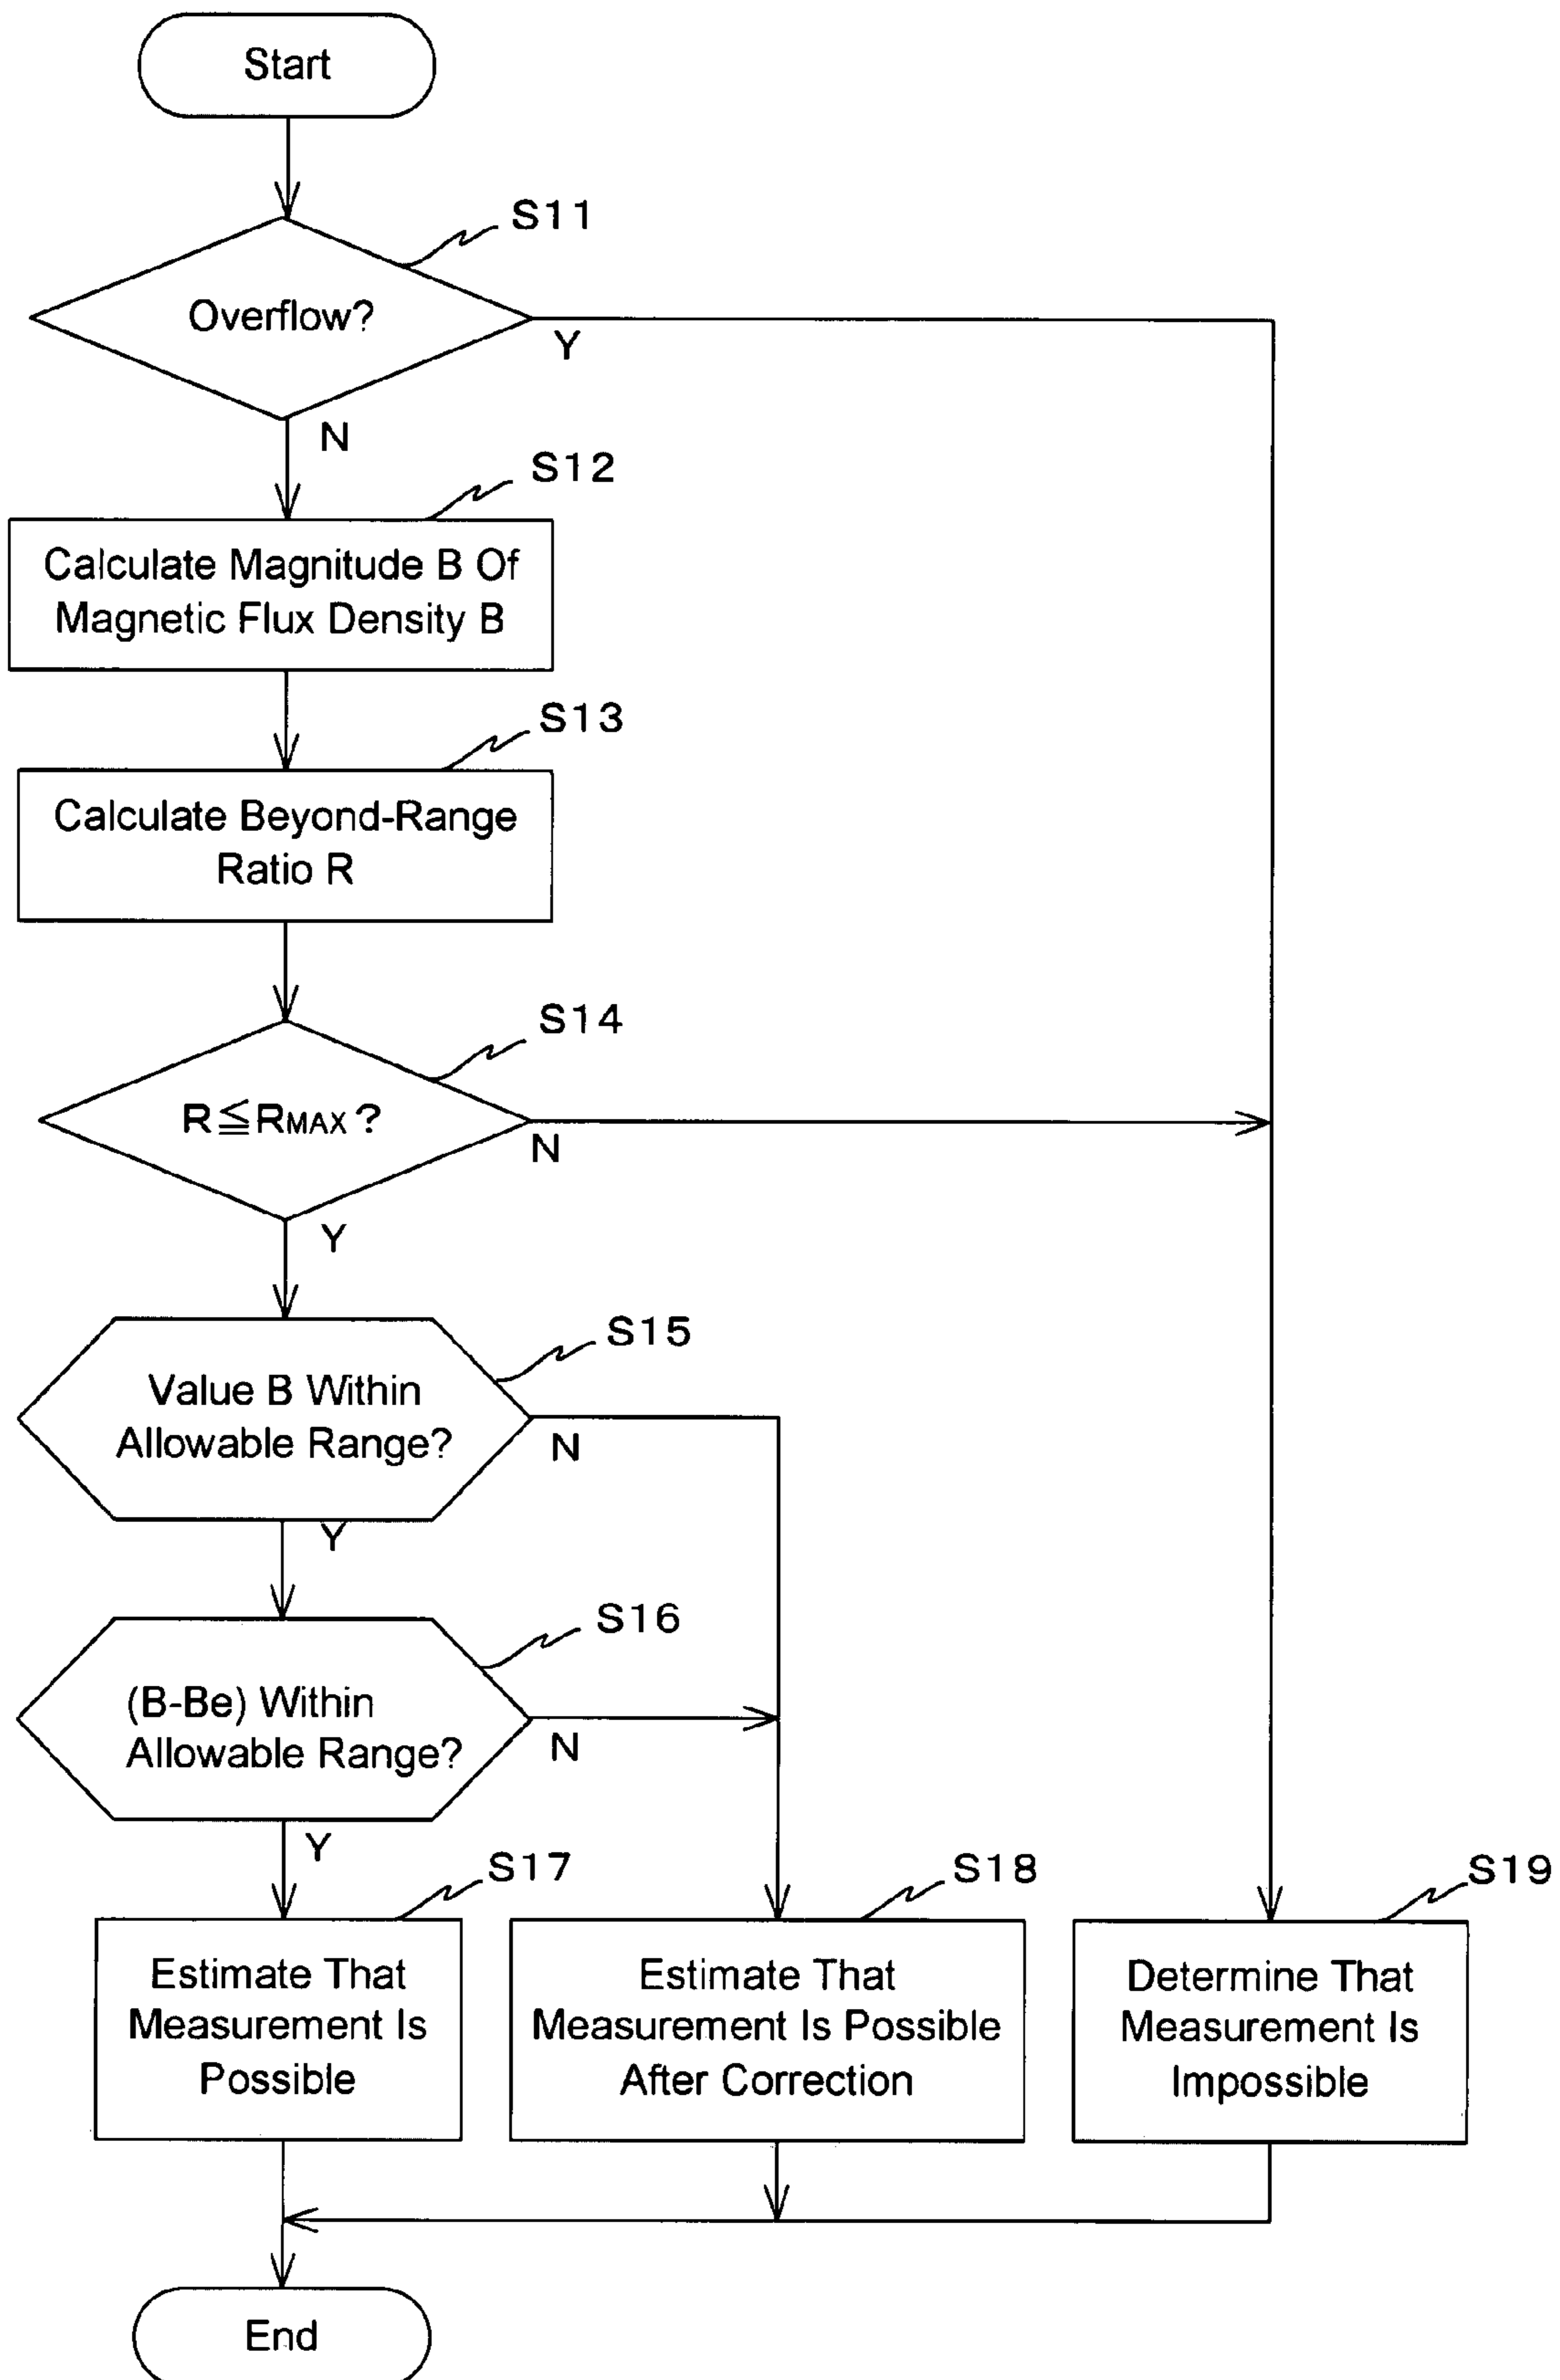 Start
S11
Overflow?
Y
N
S12
Calculate Magnitude B Of
Magnetic Flux Density B
S13
Calculate Beyond-Range
Ratio R
S14
R≦RMAX?
N
Y
S15
Value B Within
Allowable Range?
N
Y
S16
(B-Be) Within
Allowable Range?
N
Y
S17
S18
S19
Estimate That
Measurement Is
Possible
Estimate That
Measurement Is Possible
After Correction
Determine That
Measurement Is
Impossible
End